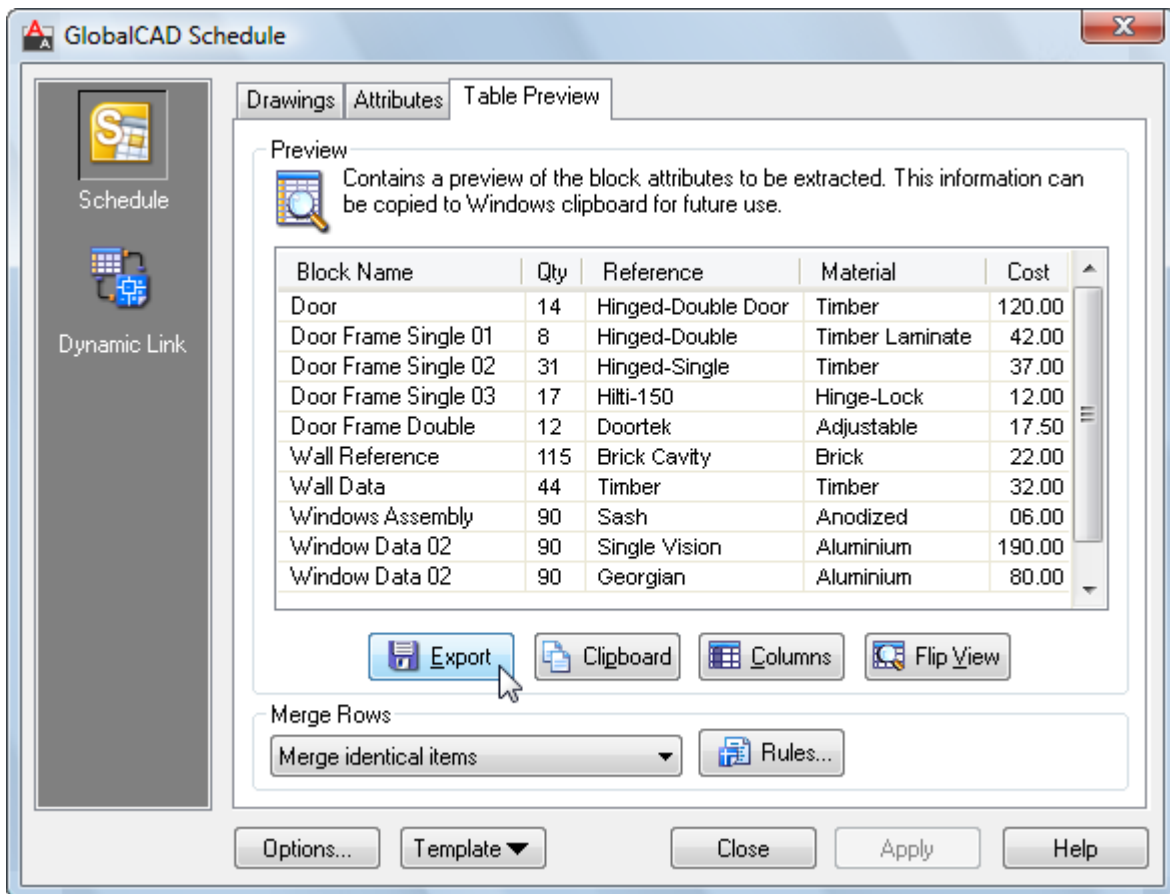 GlobalCAD Schedule
Schedule
Dynamic Link
Drawings Attributes Table Preview
Preview
Contains a preview of the block attributes to be extracted. This information can
be copied to Windows clipboard for future use.
Block Name Qty Reference Material Cost
Door 14 Hinged-Double Door Timber 120.00
Door Frame Single 01 8 Hinged-Double Timber Laminate 42.00
Door Frame Single 02 31 Hinged-Single Timber 37.00
Door Frame Single 03 17 Hilti-150 Hinge-Lock 12.00
Door Frame Double 12 Doortek Adjustable 17.50
Wall Reference 115 Brick Cavity Brick 22.00
Wall Data 44 Timber Timber 32.00
Windows Assembly 90 Sash Anodized 06.00
Window Data 02 90 Single Vision Aluminium 190.00
Window Data 02 90 Georgian Aluminium 80.00
Export Clipboard Columns Flip View
Merge Rows
Merge identical items Rules...
Options... Template Close Apply Help